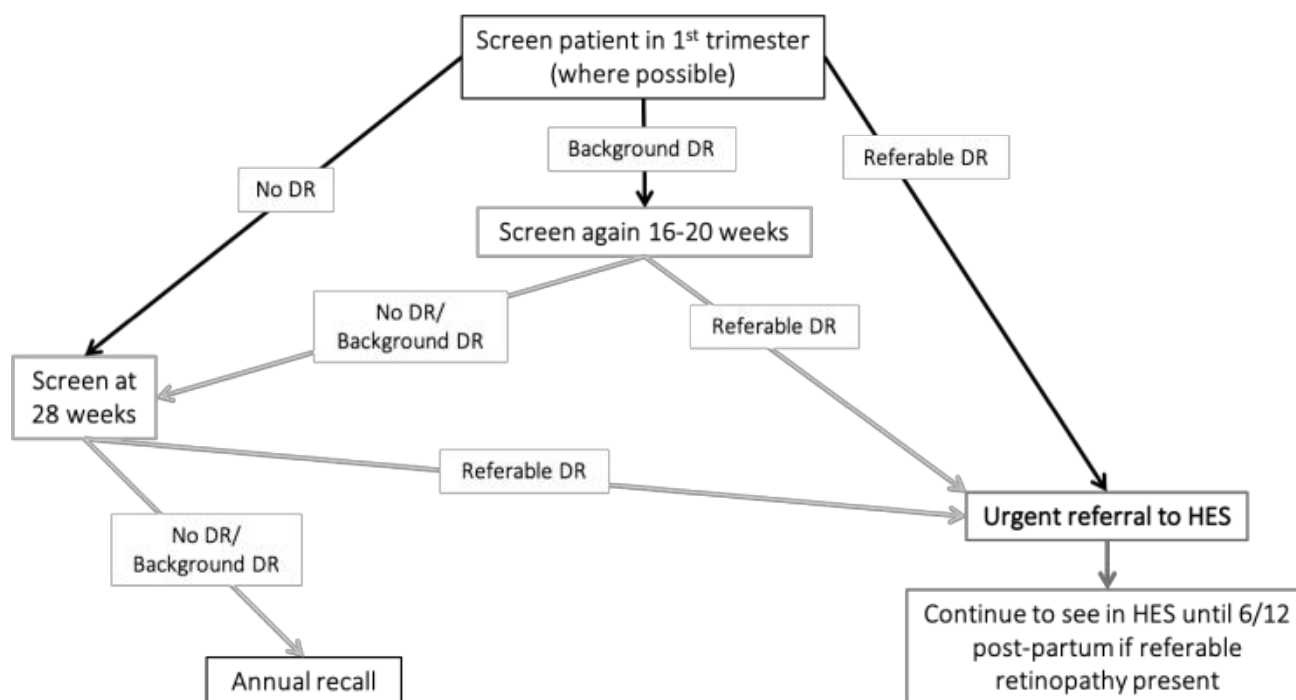 Screen patient in 1st trimester
(where possible)
Background DR
Referable DR
No DR
Screen again 16-20 weeks
No DR/
Background DR
Referable DR
Screen at
28 weeks
Referable DR
Urgent referral to HES
No DR/
Background DR
Continue to see in HES until 6/12
post-partum if referable
retinopathy present
Annual recall